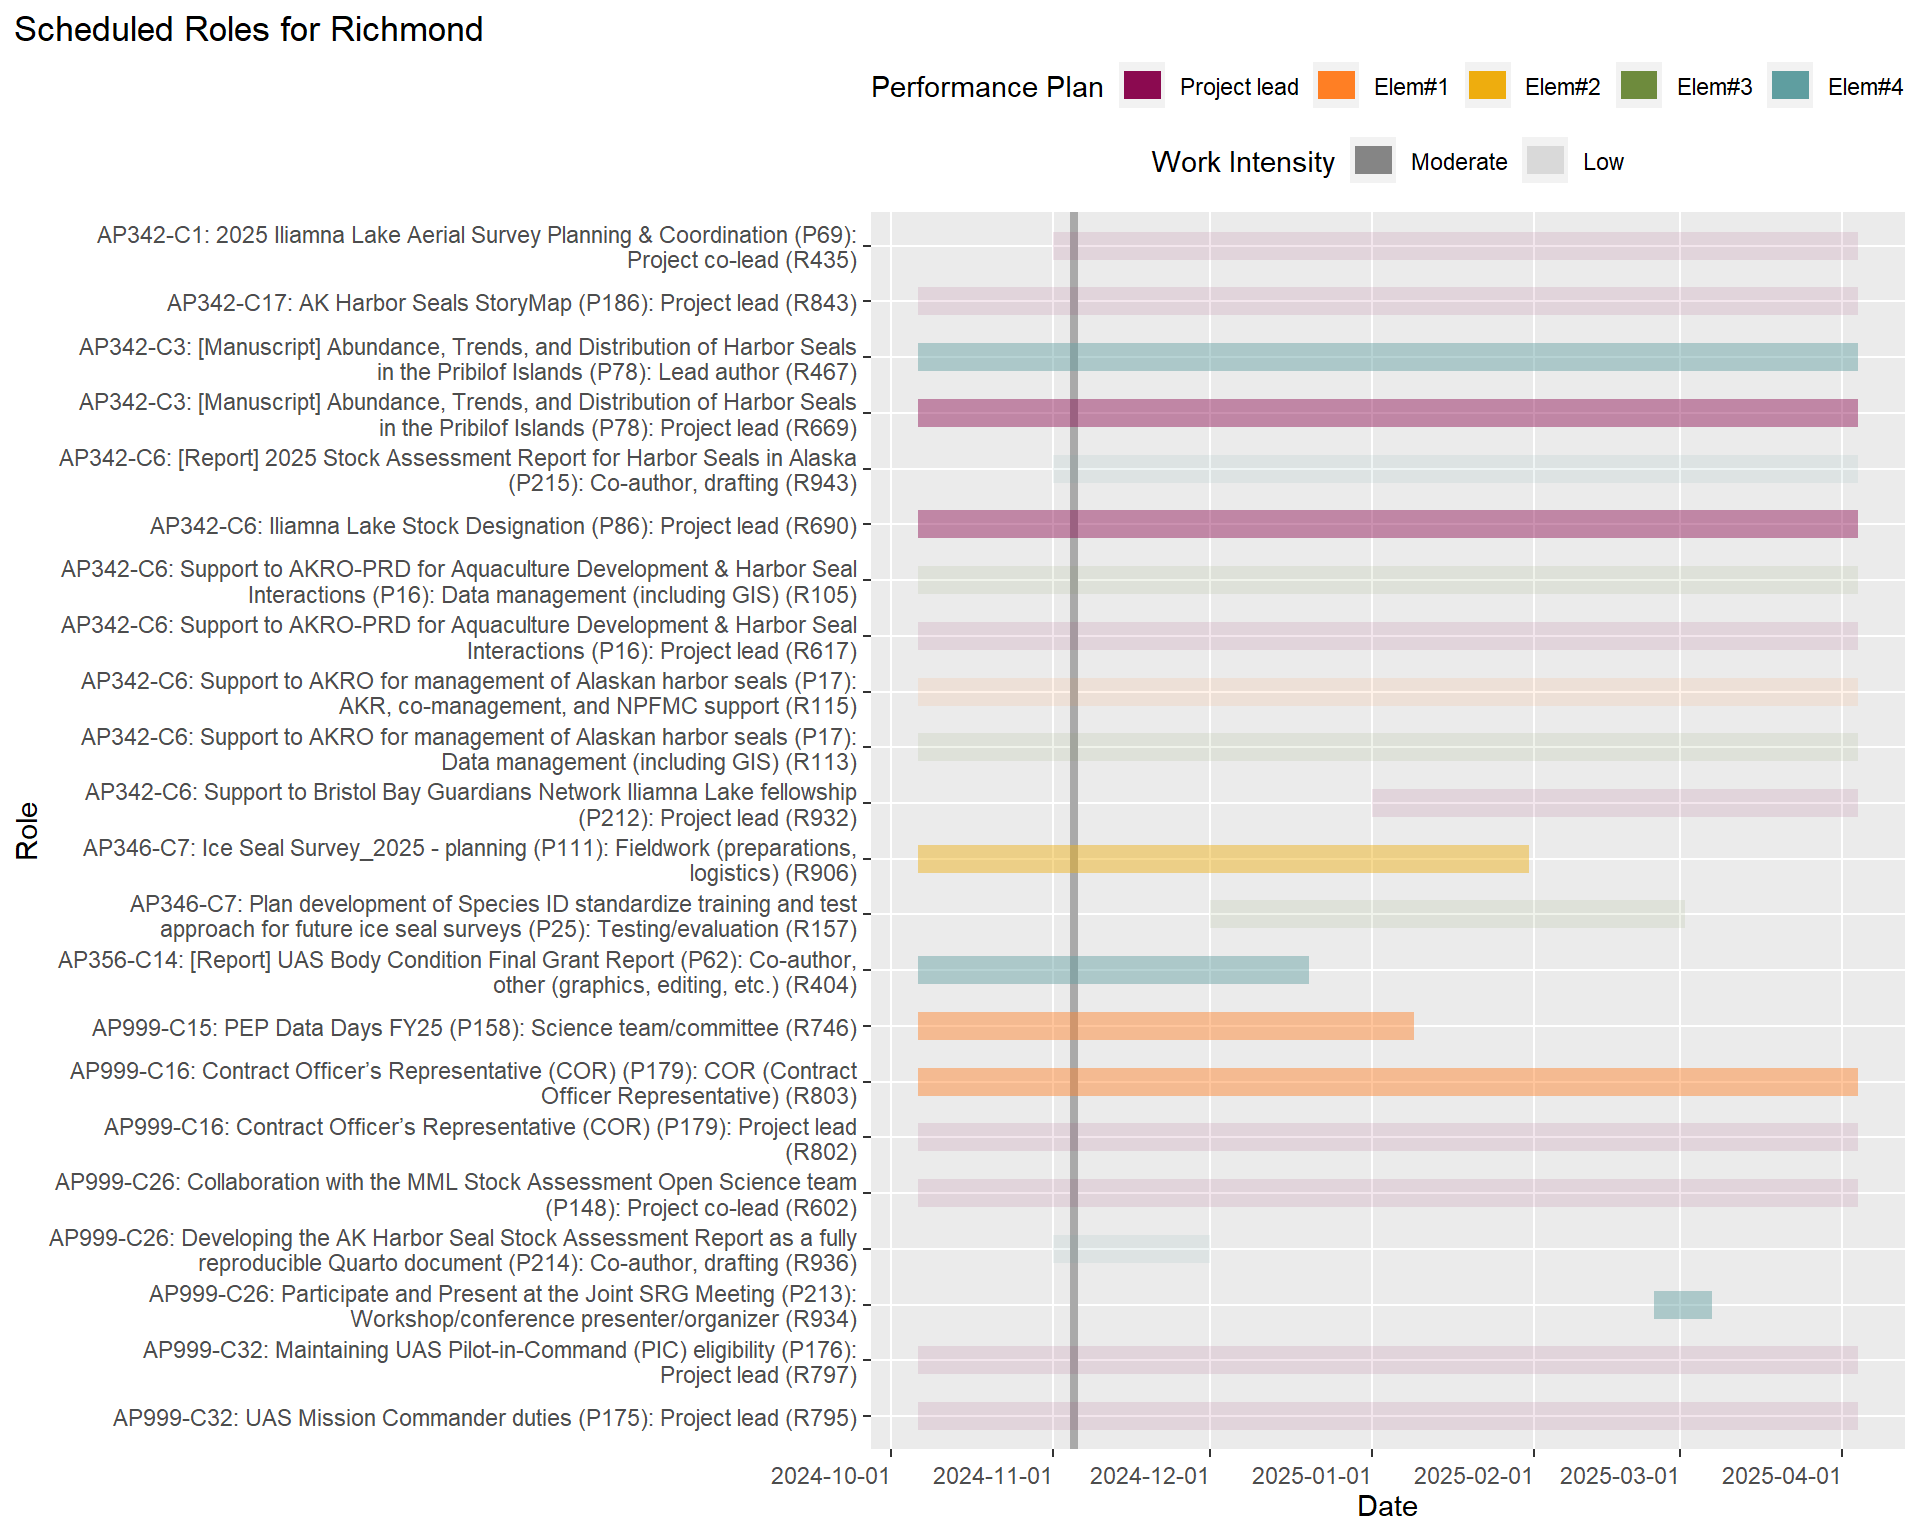 Scheduled Roles for Richmond
Performance Plan Project lead Elem#1 Elem#2 Elem#3 Elem#4
Work Intensity Moderate Low
AP342-C1: 2025 Iliamna Lake Aerial Survey Planning & Coordination (P69):
Project co-lead (R435)
AP342-C17: AK Harbor Seals StoryMap (P186): Project lead (R843)
AP342-C3: [Manuscript] Abundance, Trends, and Distribution of Harbor Seals
in the Pribilof Islands (P78): Lead author (R467)
AP342-C3: [Manuscript] Abundance, Trends, and Distribution of Harbor Seals
in the Pribilof Islands (P78): Project lead (R669)
AP342-C6: [Report] 2025 Stock Assessment Report for Harbor Seals in Alaska
(P215): Co-author, drafting (R943)
AP342-C6: Iliamna Lake Stock Designation (P86): Project lead (R690)
AP342-C6: Support to AKRO-PRD for Aquaculture Development & Harbor Seal
Interactions (P16): Data management (including GIS) (R105)
AP342-C6: Support to AKRO-PRD for Aquaculture Development & Harbor Seal
Interactions (P16): Project lead (R617)
AP342-C6: Support to AKRO for management of Alaskan harbor seals (P17):
AKR, co-management, and NPFMC support (R115)
AP342-C6: Support to AKRO for management of Alaskan harbor seals (P17):
Data management (including GIS) (R113)
AP342-C6: Support to Bristol Bay Guardians Network Iliamna Lake fellowship
(P212): Project lead (R932)
AP346-C7: Ice Seal Survey_2025 - planning (P111): Fieldwork (preparations,
logistics) (R906)
AP346-C7: Plan development of Species ID standardize training and test
approach for future ice seal surveys (P25): Testing/evaluation (R157)
AP356-C14: [Report] UAS Body Condition Final Grant Report (P62): Co-author,
other (graphics, editing, etc.) (R404)
AP999-C15: PEP Data Days FY25 (P158): Science team/committee (R746)
AP999-C16: Contract Officer’s Representative (COR) (P179): COR (Contract
Officer Representative) (R803)
AP999-C16: Contract Officer’s Representative (COR) (P179): Project lead
(R802)
AP999-C26: Collaboration with the MML Stock Assessment Open Science team
(P148): Project co-lead (R602)
AP999-C26: Developing the AK Harbor Seal Stock Assessment Report as a fully
reproducible Quarto document (P214): Co-author, drafting (R936)
AP999-C26: Participate and Present at the Joint SRG Meeting (P213):
Workshop/conference presenter/organizer (R934)
AP999-C32: Maintaining UAS Pilot-in-Command (PIC) eligibility (P176):
Project lead (R797)
AP999-C32: UAS Mission Commander duties (P175): Project lead (R795)
Role
2024-10-01 2024-11-01 2024-12-01 2025-01-01 2025-02-01 2025-03-01 2025-04-01
Date